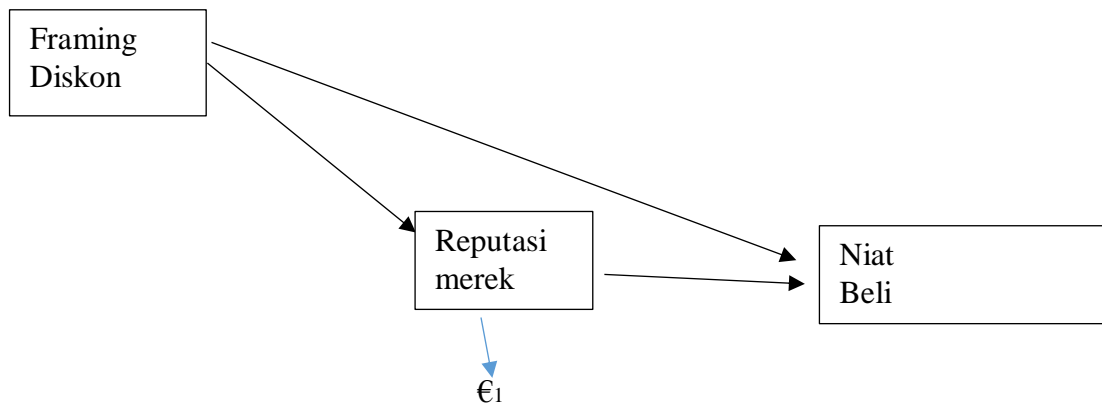 Framing
Diskon
Reputasi
merek
Niat
Beli
€1